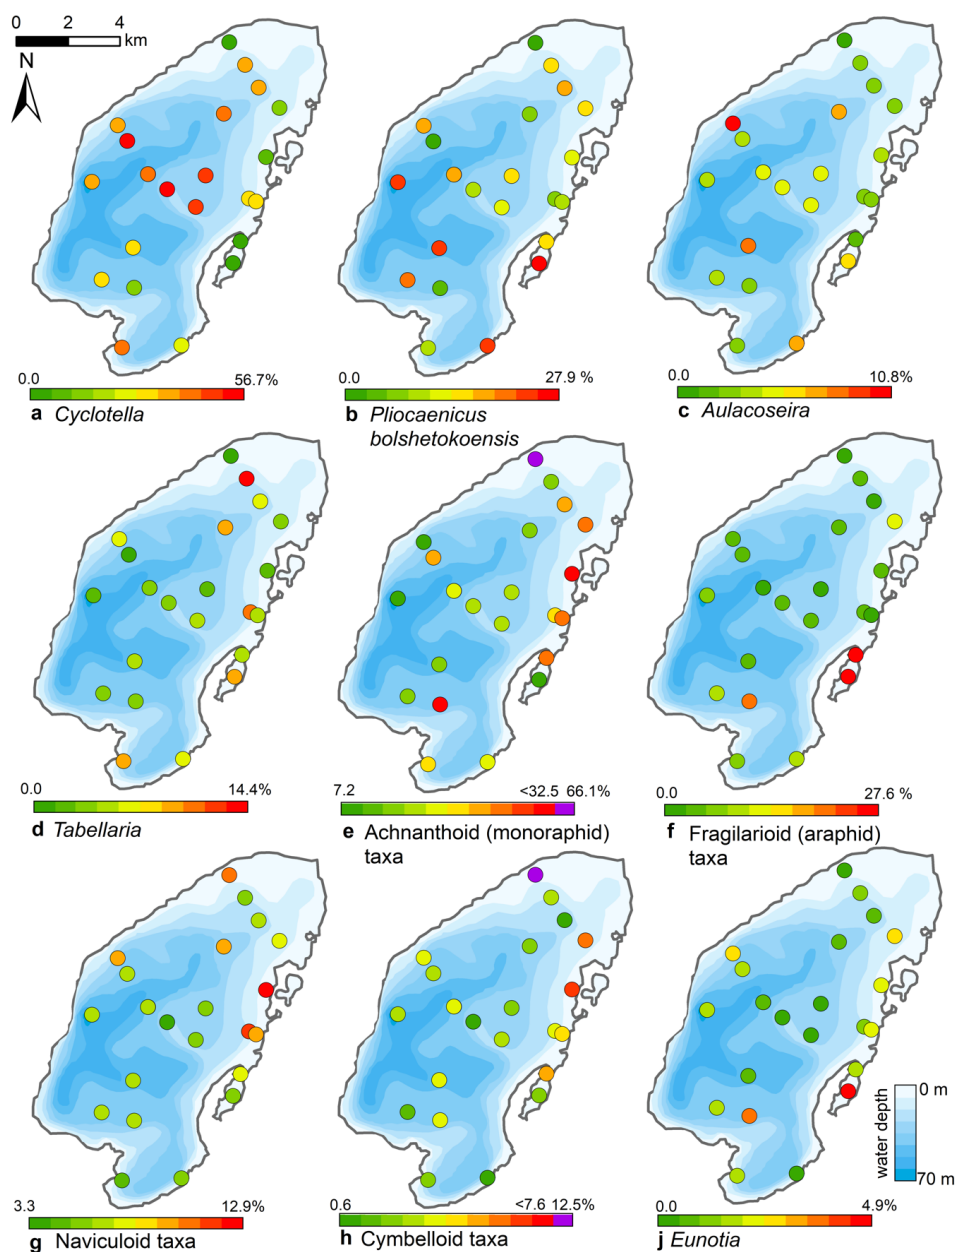 0 2 4
km
N
0.0 56.7%
a Cyclotella
0.0 27.9 %
b Pliocaenicus
bolshetokoensis
0.0 10.8%
c Aulacoseira
0.0 14.4%
d Tabellaria
7.2 <32.5 66.1%
e Achnanthoid (monoraphid)
taxa
0.0 27.6 %
f Fragilarioid (araphid)
taxa
water depth
0 m
70 m
3.3 12.9%
g Naviculoid taxa
0.6 <7.6 12.5%
h Cymbelloid taxa
0.0 4.9%
j Eunotia